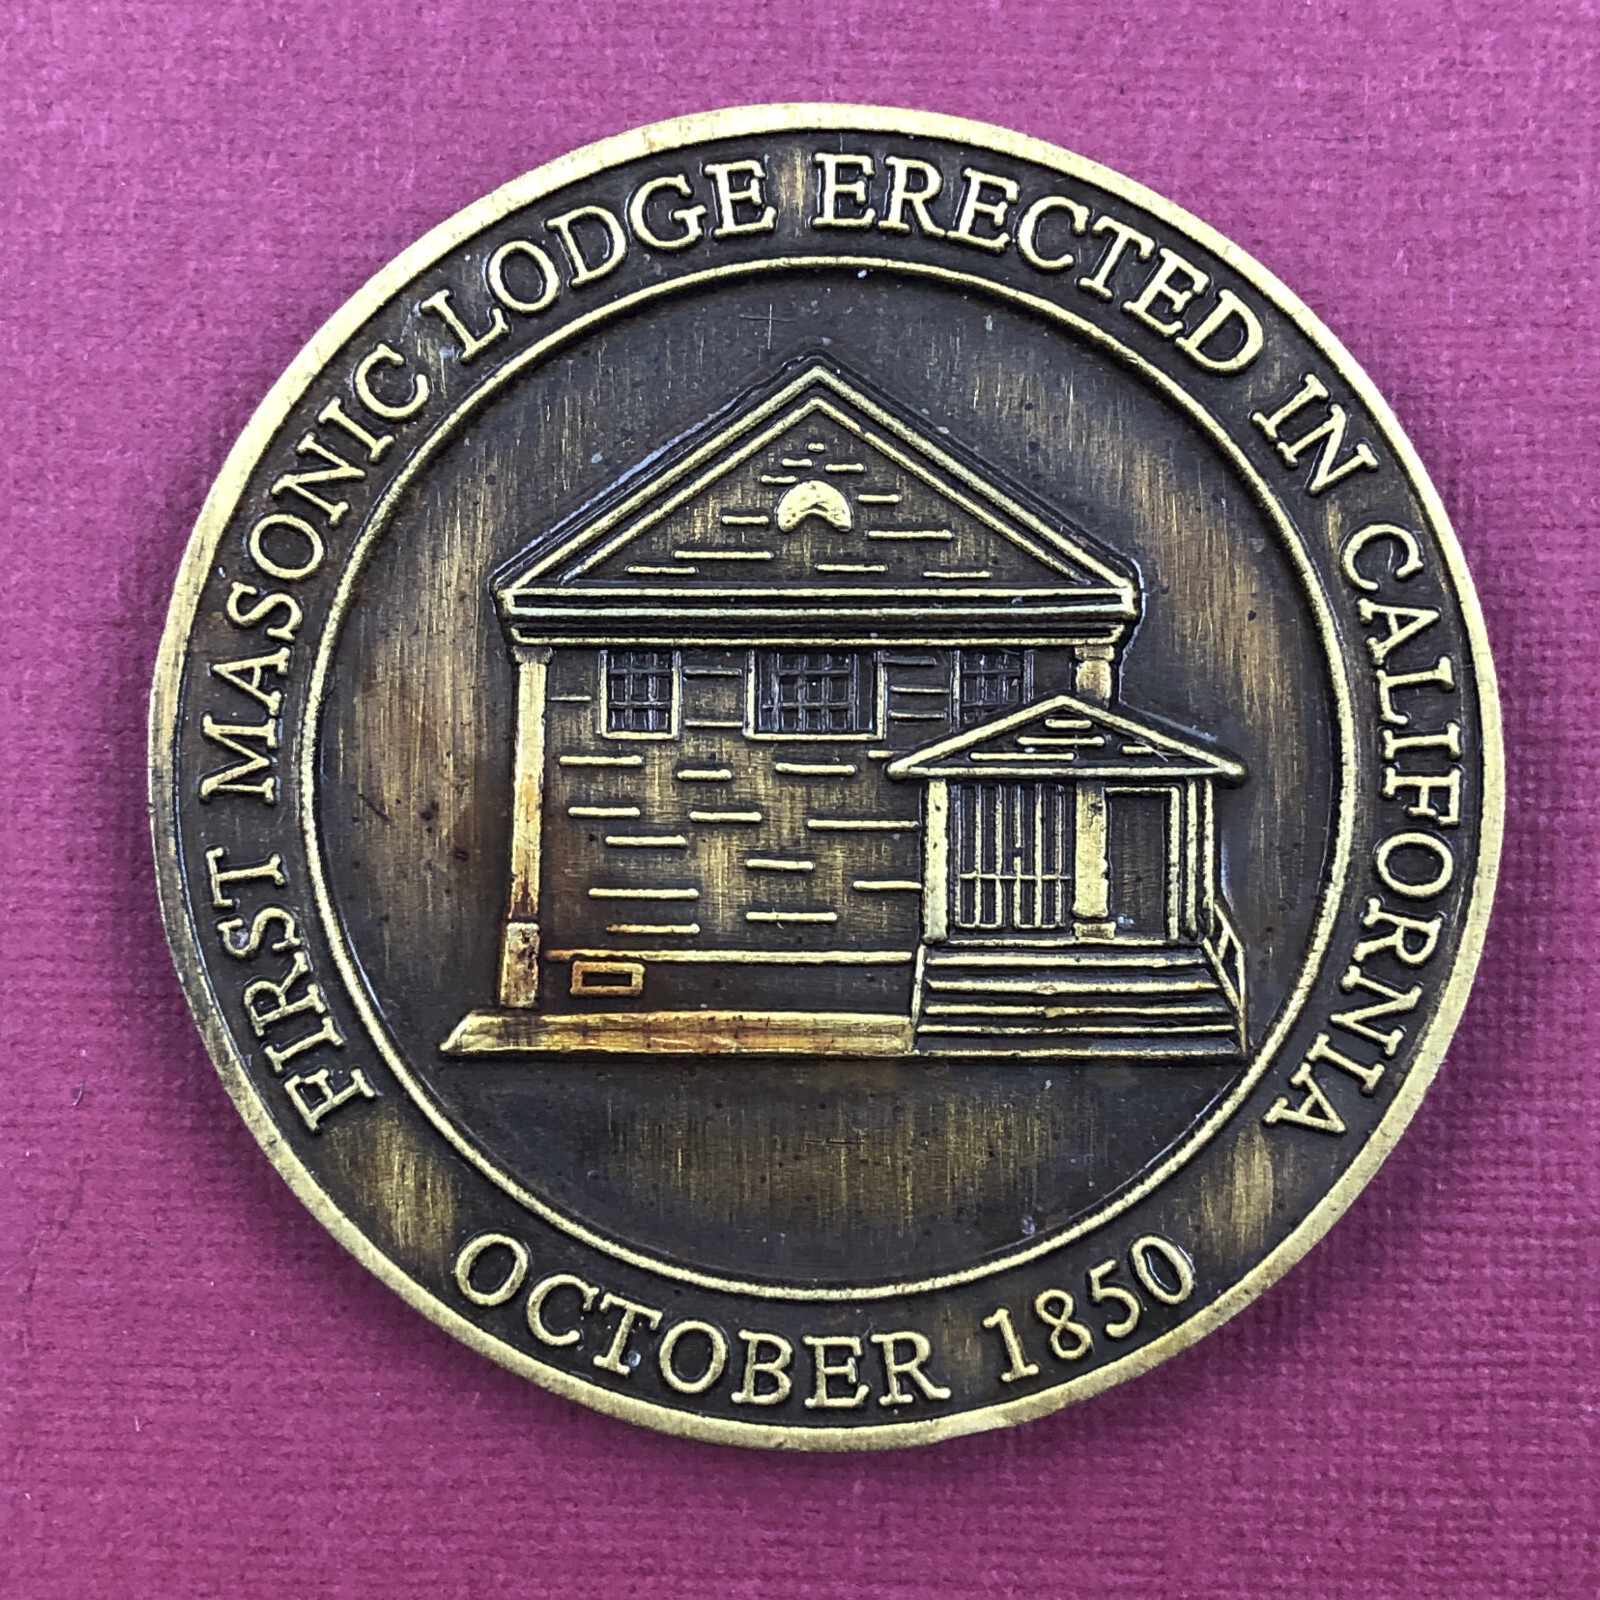 FIRST MASONIC LODGE ERECTED IN CALIFORNIA
OCTOBER 1850